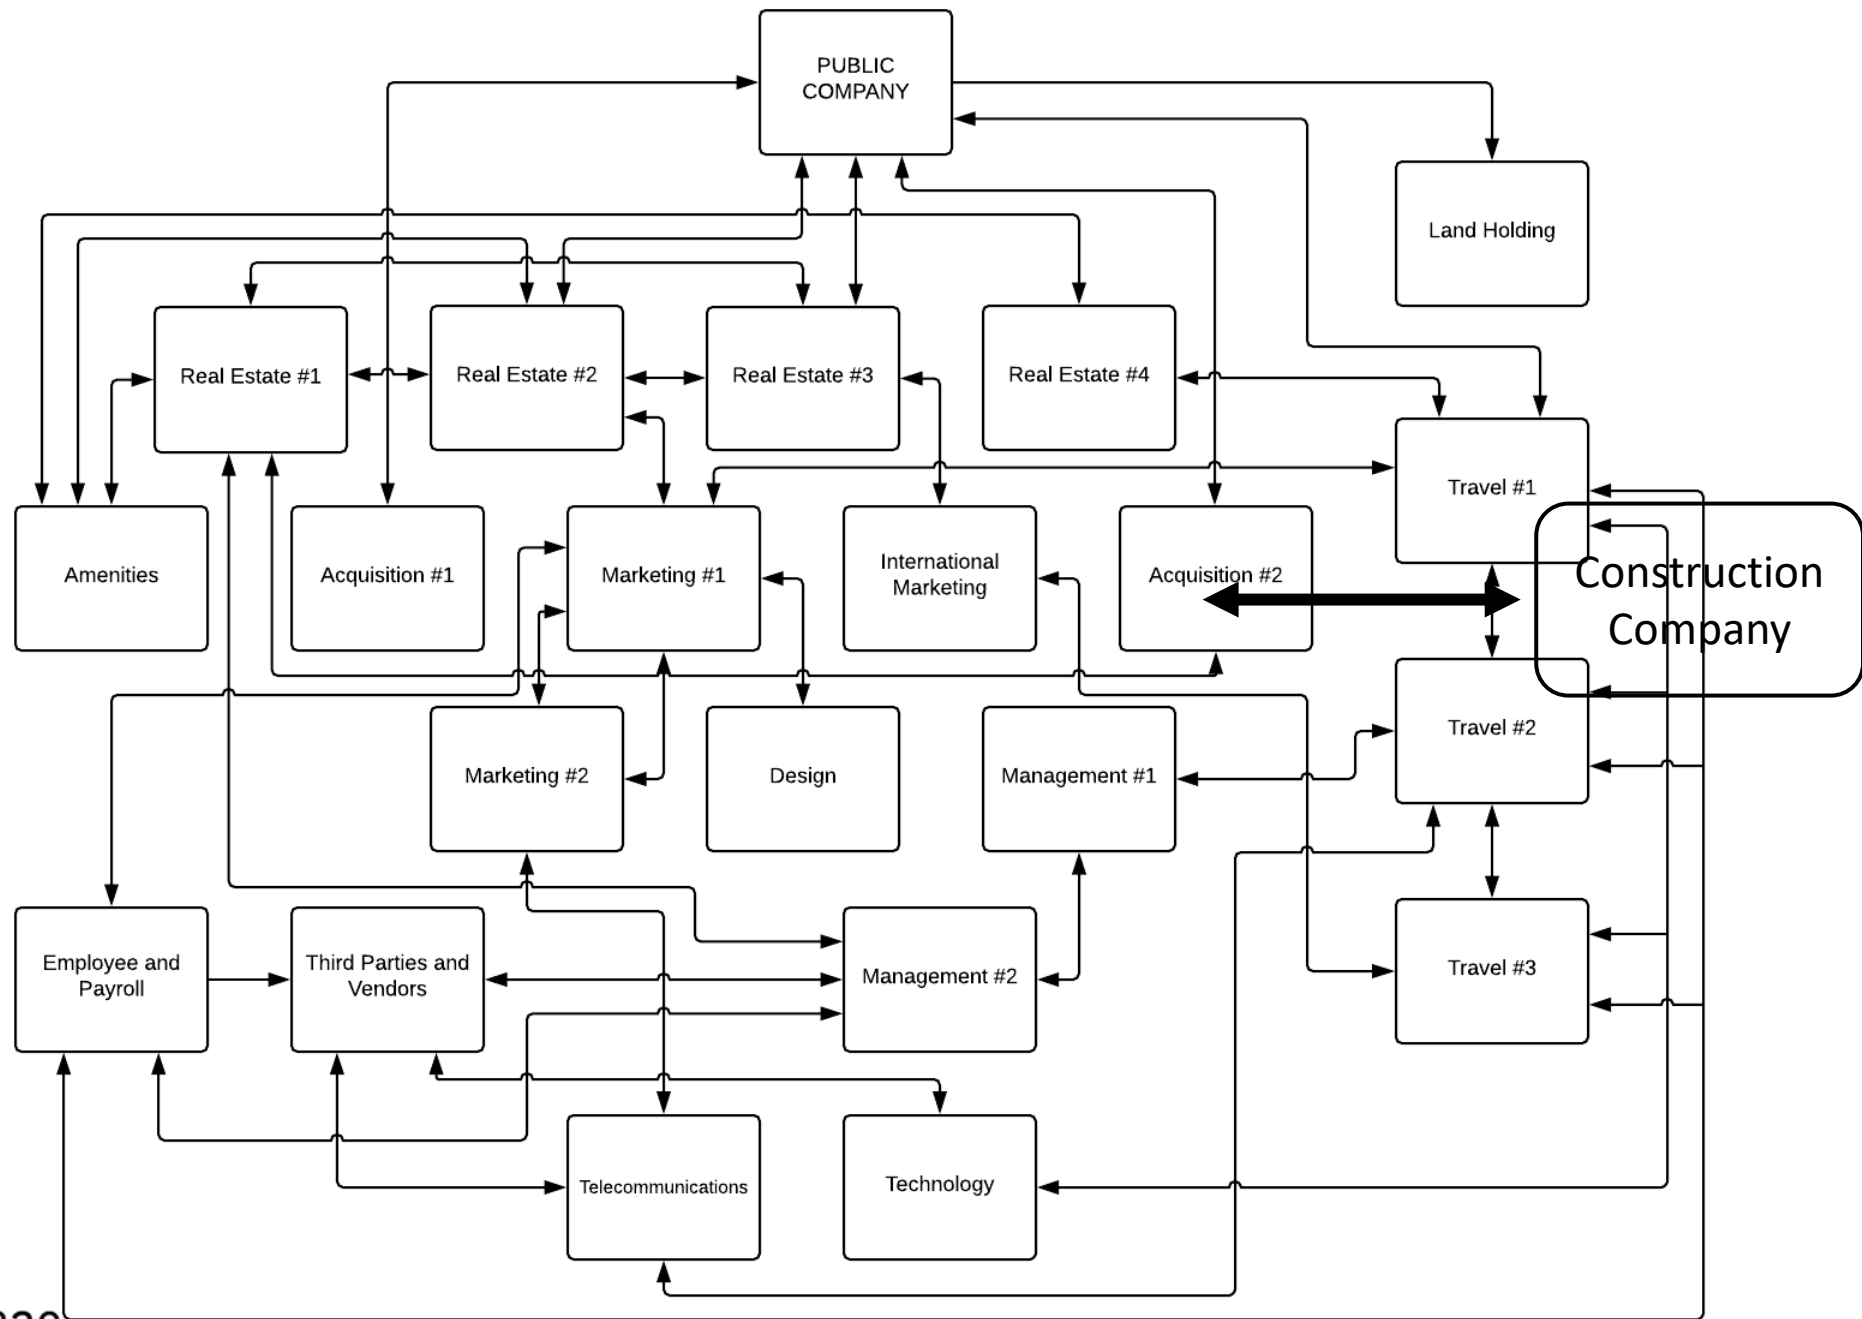 PUBLIC
COMPANY
Land Holding
Real Estate #1
Real Estate #2
Real Estate #3
Real Estate #4
Travel #1
Amenities
Acquisition #1
Marketing #1
International
Marketing
Acquisition #2
Construction
Company
Marketing #2
Design
Management #1
Travel #2
Employee and
Payroll
Third Parties and
Vendors
Management #2
Travel #3
Telecommunications
Technology